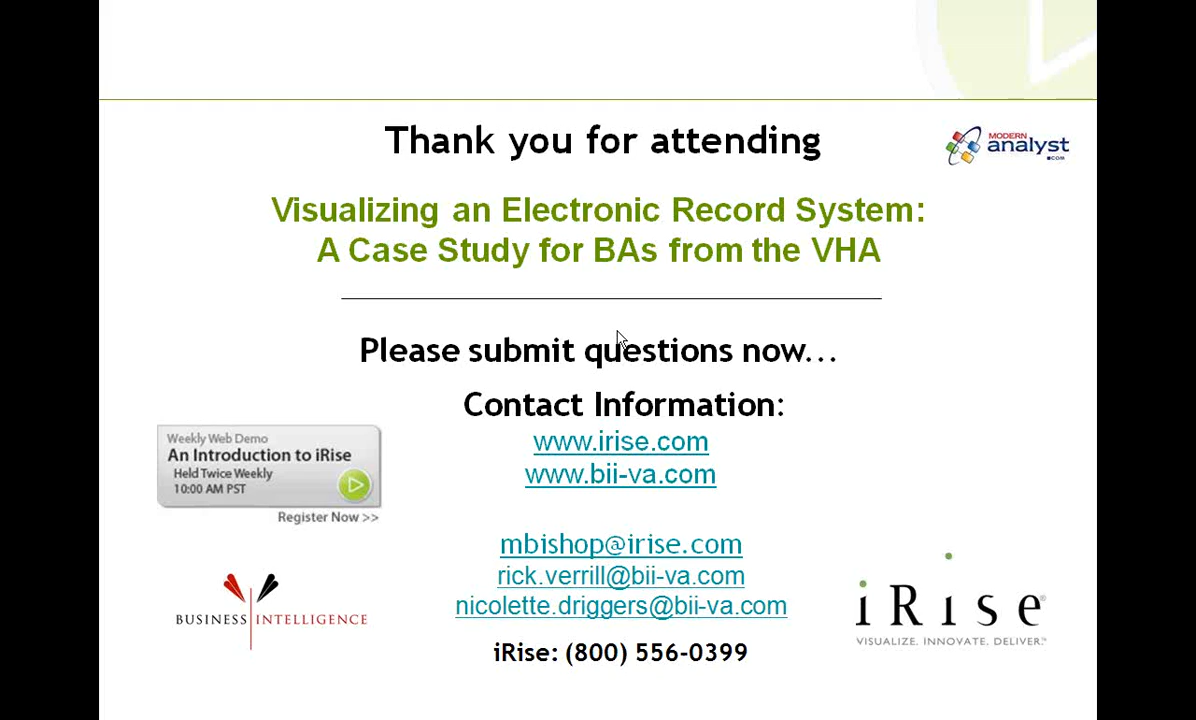 Thank you for attending
MODERN
analyst
.COM
Visualizing an Electronic Record System:
A Case Study for BAs from the VHA
Please submit questions now...
Contact Information:
www.irise.com
www.bii-va.com
Weekly Web Demo
An Introduction to iRise
Held Twice Weekly
10:00 AM PST
Register Now >>
mbishop@irise.com
rick.verrill@bii-va.com
nicolette.driggers@bii-va.com
BUSINESS INTELLIGENCE
iRise®
VISUALIZE. INNOVATE. DELIVER.™
iRise: (800) 556-0399